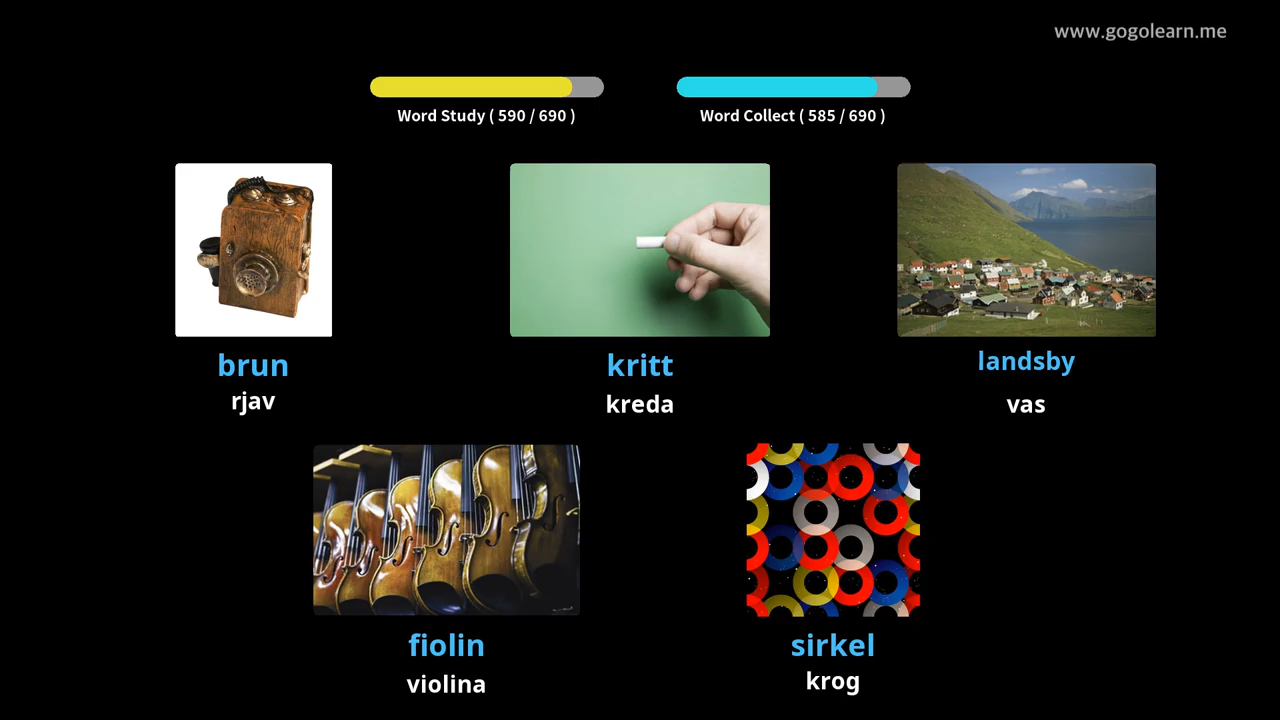 www.gogolearn.me
Word Study ( 590 / 690 )
Word Collect ( 585 / 690 )
brun
rjav
kritt
kreda
landsby
vas
fiolin
violina
sirkel
krog